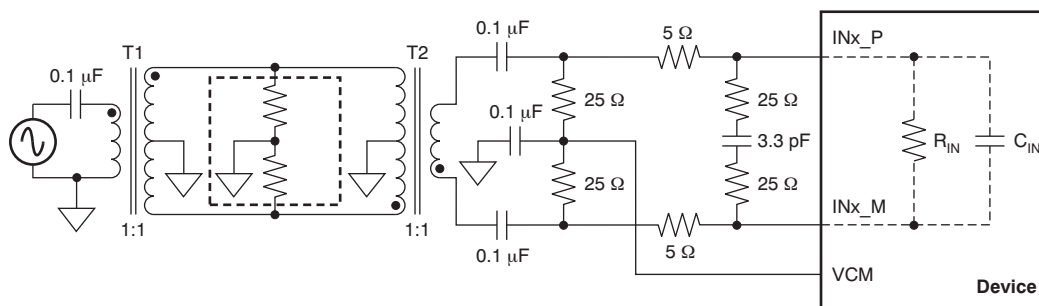 0.1 μF
T1
1:1
T2
1:1
0.1 μF
0.1 μF
0.1 μF
25 Ω
25 Ω
5 Ω
5 Ω
25 Ω
3.3 pF
25 Ω
INx_P
INx_M
VCM
R_IN
C_IN
Device